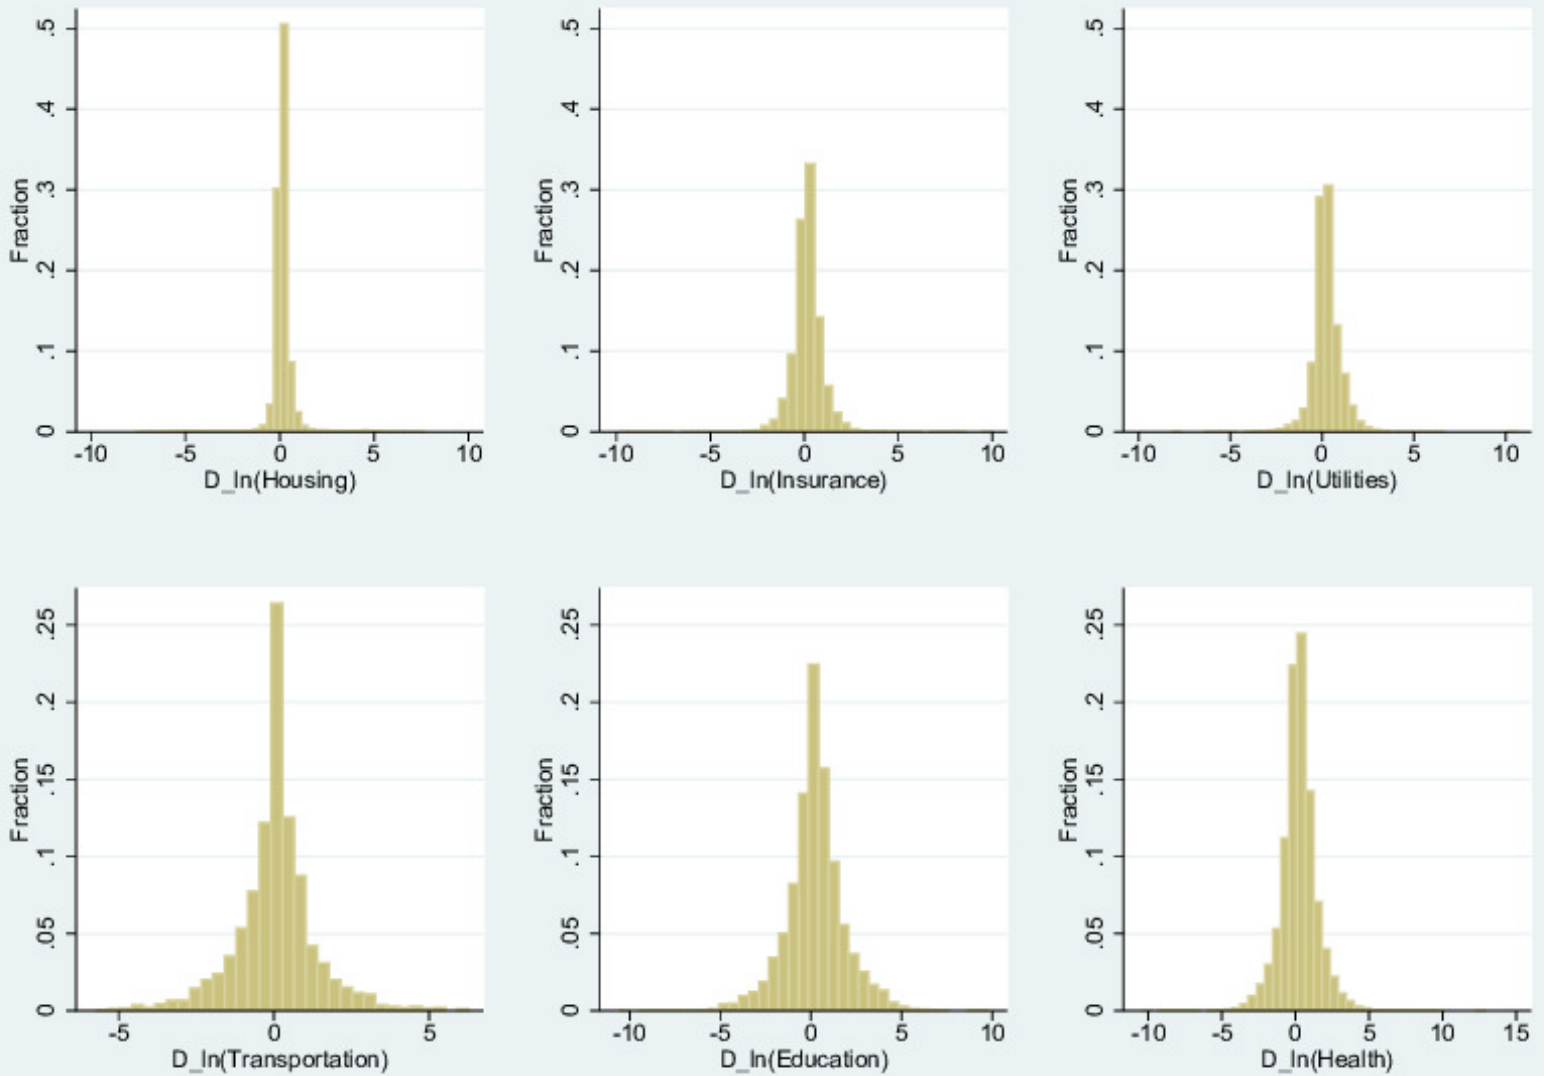 Fraction
.5
.4
.3
.2
.1
0
-10 -5 0 5 10
D_ln(Housing)
Fraction
.5
.4
.3
.2
.1
0
-10 -5 0 5 10
D_ln(Insurance)
Fraction
.5
.4
.3
.2
.1
0
-10 -5 0 5 10
D_ln(Utilities)
Fraction
.25
.2
.15
.1
.05
0
-5 0 5
D_ln(Transportation)
Fraction
.25
.2
.15
.1
.05
0
-10 -5 0 5 10
D_ln(Education)
Fraction
.25
.2
.15
.1
.05
0
-10 -5 0 5 10 15
D_ln(Health)